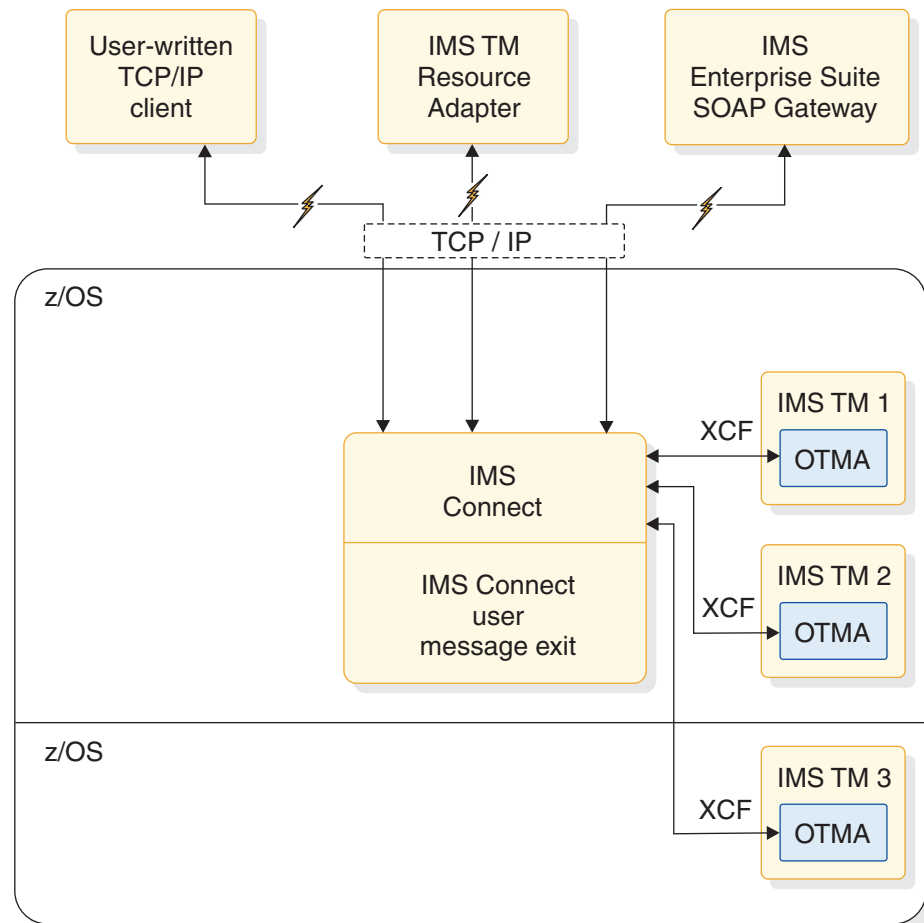 User-written
TCP/IP
client
IMS TM
Resource
Adapter
IMS
Enterprise Suite
SOAP Gateway
TCP / IP
z/OS
IMS
Connect
IMS Connect
user
message exit
XCF
IMS TM 1
OTMA
XCF
IMS TM 2
OTMA
z/OS
XCF
IMS TM 3
OTMA